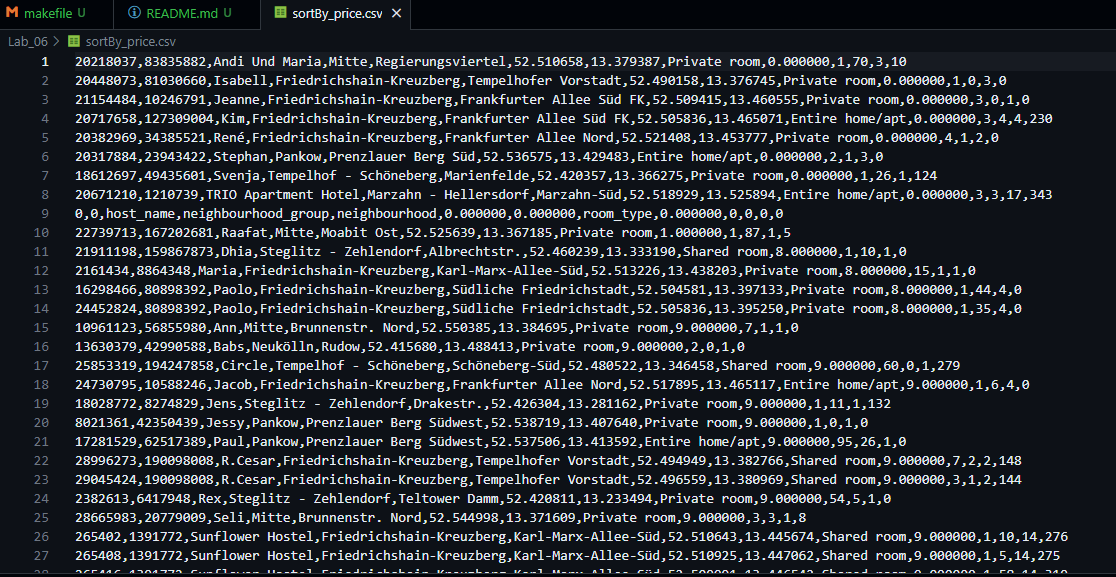 makefile U README.md U sortBy_price.csv
Lab_06 > sortBy_price.csv
1 20218037,83835882,Andi Und Maria,Mitte,Regierungsviertel,52.510658,13.379387,Private room,0.000000,1,70,3,10
2 20448073,81030660,Isabell,Friedrichshain-Kreuzberg,Tempelhofer Vorstadt,52.490158,13.376745,Private room,0.000000,1,0,3,0
3 21154484,10246791,Jeanne,Friedrichshain-Kreuzberg,Frankfurter Allee Süd FK,52.509415,13.460555,Private room,0.000000,3,0,1,0
4 20717658,127309004,Kim,Friedrichshain-Kreuzberg,Frankfurter Allee Süd FK,52.505836,13.465071,Entire home/apt,0.000000,3,4,4,230
5 20382969,34385521,René,Friedrichshain-Kreuzberg,Frankfurter Allee Nord,52.521408,13.453777,Private room,0.000000,4,1,2,0
6 20317884,23943422,Stephan,Pankow,Prenzlauer Berg Süd,52.536575,13.429483,Entire home/apt,0.000000,2,1,3,0
7 18612697,49435601,Svenja,Tempelhof - Schöneberg,Marienfelde,52.420357,13.366275,Private room,0.000000,1,26,1,124
8 20671210,1210739,TRIO Apartment Hotel,Marzahn - Hellersdorf,Marzahn-Süd,52.518929,13.525894,Entire home/apt,0.000000,3,3,17,343
9 0,0,host_name,neighbourhood_group,neighbourhood,0.000000,0.000000,room_type,0.000000,0,0,0,0
10 22739713,167202681,Raafat,Mitte,Moabit Ost,52.525639,13.367185,Private room,1.000000,1,87,1,5
11 21911198,159867873,Dhia,Steglitz - Zehlendorf,Albrechtstr.,52.460239,13.333190,Shared room,8.000000,1,10,1,0
12 2161434,8864348,Maria,Friedrichshain-Kreuzberg,Karl-Marx-Allee-Süd,52.513226,13.438203,Private room,8.000000,15,1,1,0
13 16298466,80898392,Paolo,Friedrichshain-Kreuzberg,Südliche Friedrichstadt,52.504581,13.397133,Private room,8.000000,1,44,4,0
14 24452824,80898392,Paolo,Friedrichshain-Kreuzberg,Südliche Friedrichstadt,52.505836,13.395250,Private room,8.000000,1,35,4,0
15 10961123,56855980,Ann,Mitte,Brunnenstr. Nord,52.550385,13.384695,Private room,9.000000,7,1,1,0
16 13630379,42990588,Babs,Neukölln,Rudow,52.415680,13.488413,Private room,9.000000,2,0,1,0
17 25853319,194247858,Circle,Tempelhof - Schöneberg,Schöneberg-Süd,52.480522,13.346458,Shared room,9.000000,60,0,1,279
18 24730795,10588246,Jacob,Friedrichshain-Kreuzberg,Frankfurter Allee Nord,52.517895,13.465117,Entire home/apt,9.000000,1,6,4,0
19 18028772,8274829,Jens,Steglitz - Zehlendorf,Drakestr.,52.426304,13.281162,Private room,9.000000,1,11,1,132
20 8021361,42350439,Jessy,Pankow,Prenzlauer Berg Südwest,52.538719,13.407640,Private room,9.000000,1,0,1,0
21 17281529,62517389,Paul,Pankow,Prenzlauer Berg Südwest,52.537506,13.413592,Entire home/apt,9.000000,95,26,1,0
22 28996273,190098008,R.Cesar,Friedrichshain-Kreuzberg,Tempelhofer Vorstadt,52.494949,13.382766,Shared room,9.000000,7,2,2,148
23 29045424,190098008,R.Cesar,Friedrichshain-Kreuzberg,Tempelhofer Vorstadt,52.496559,13.380969,Shared room,9.000000,3,1,2,144
24 2382613,6417948,Rex,Steglitz - Zehlendorf,Teltower Damm,52.420811,13.233494,Private room,9.000000,54,5,1,0
25 28665983,20779009,Seli,Mitte,Brunnenstr. Nord,52.544998,13.371609,Private room,9.000000,3,3,1,8
26 265402,1391772,Sunflower Hostel,Friedrichshain-Kreuzberg,Karl-Marx-Allee-Süd,52.510643,13.445674,Shared room,9.000000,1,10,14,276
27 265408,1391772,Sunflower Hostel,Friedrichshain-Kreuzberg,Karl-Marx-Allee-Süd,52.510925,13.447062,Shared room,9.000000,1,5,14,275